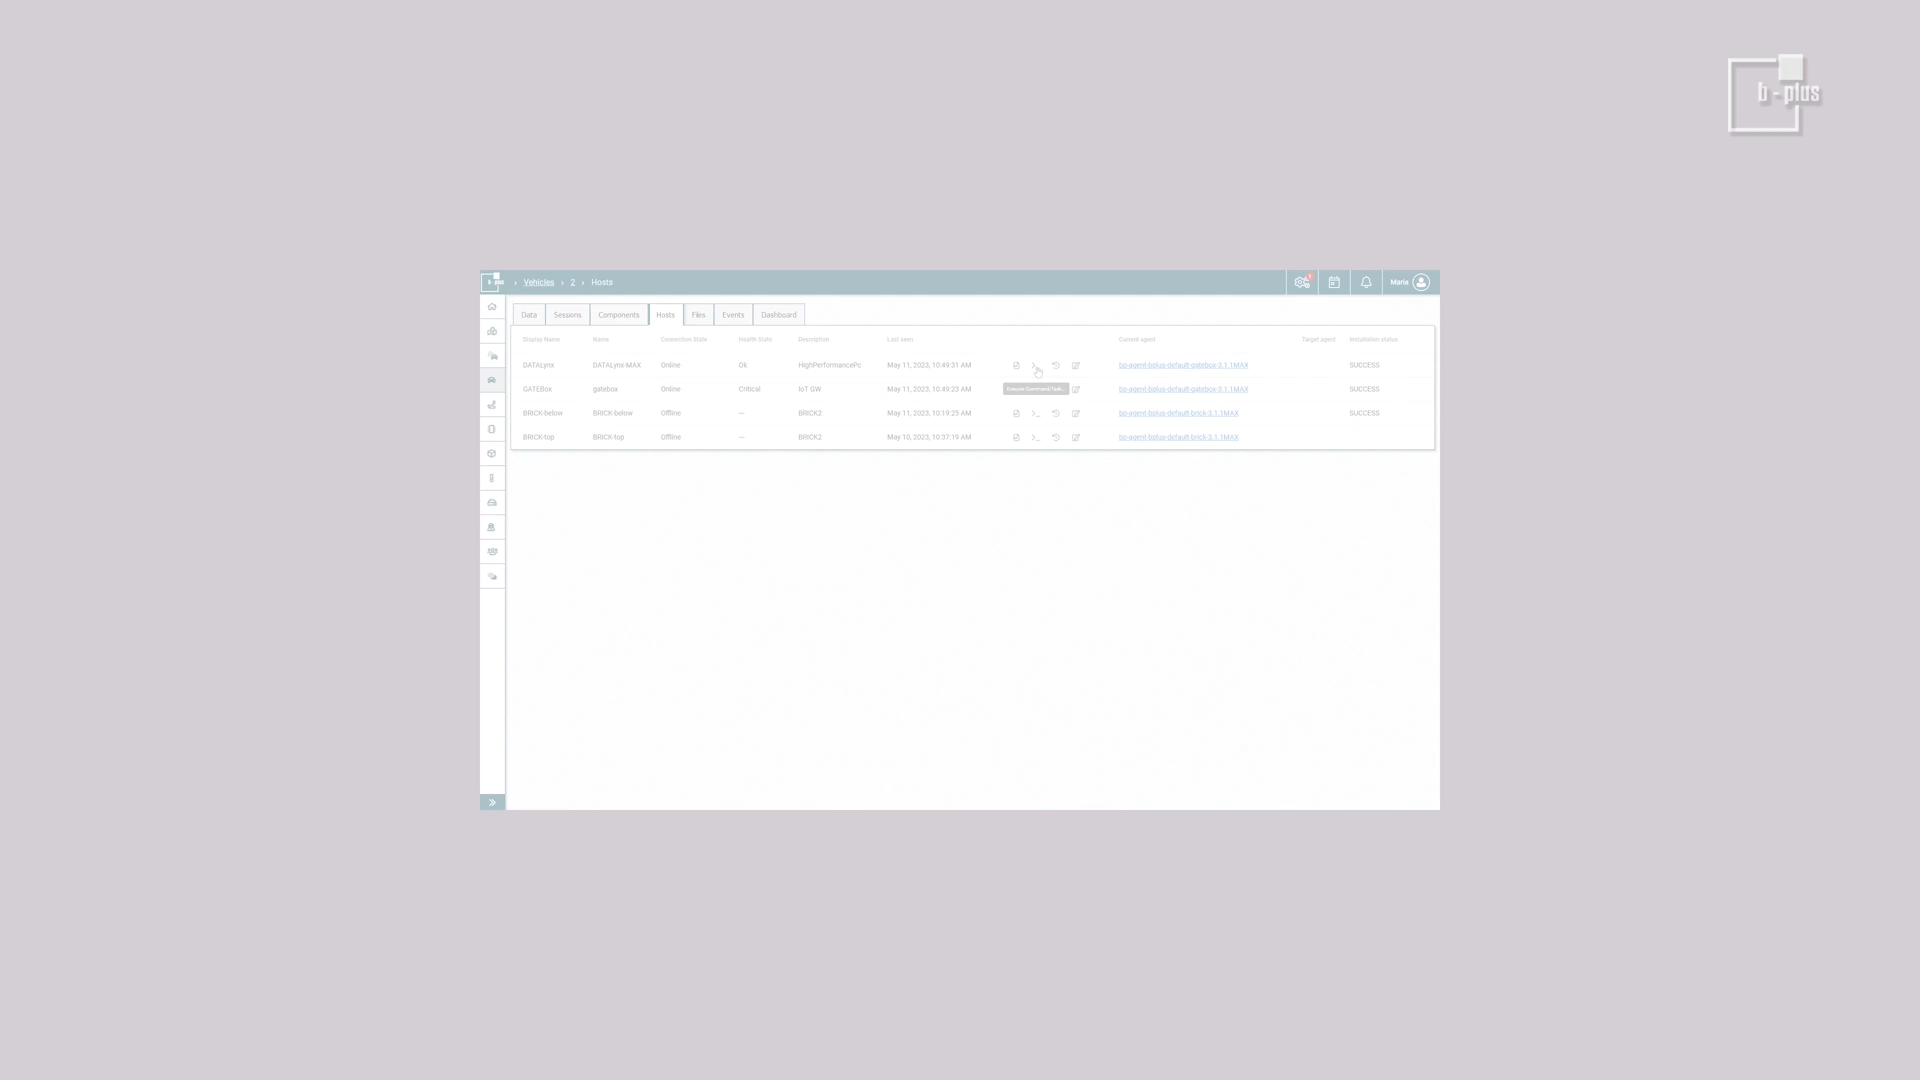 b-plus
b-plus › Vehicles › 2 › Hosts Maria
Data Sessions Components Hosts Files Events Dashboard
Display Name Name Connection State Health State Description Last seen Current agent Target agent Installation status
DATALynx DATALynx-MAX Online Ok HighPerformancePc May 11, 2023, 10:49:31 AM bp-agent-bplus-default-gatebox-3.1.1MAX SUCCESS
GATEBox gatebox Online Critical IoT GW May 11, 2023, 10:49:23 AM Execute Command/Task... bp-agent-bplus-default-gatebox-3.1.1MAX SUCCESS
BRICK-below BRICK-below Offline — BRICK2 May 11, 2023, 10:19:25 AM bp-agent-bplus-default-brick-3.1.1MAX SUCCESS
BRICK-top BRICK-top Offline — BRICK2 May 10, 2023, 10:37:19 AM bp-agent-bplus-default-brick-3.1.1MAX